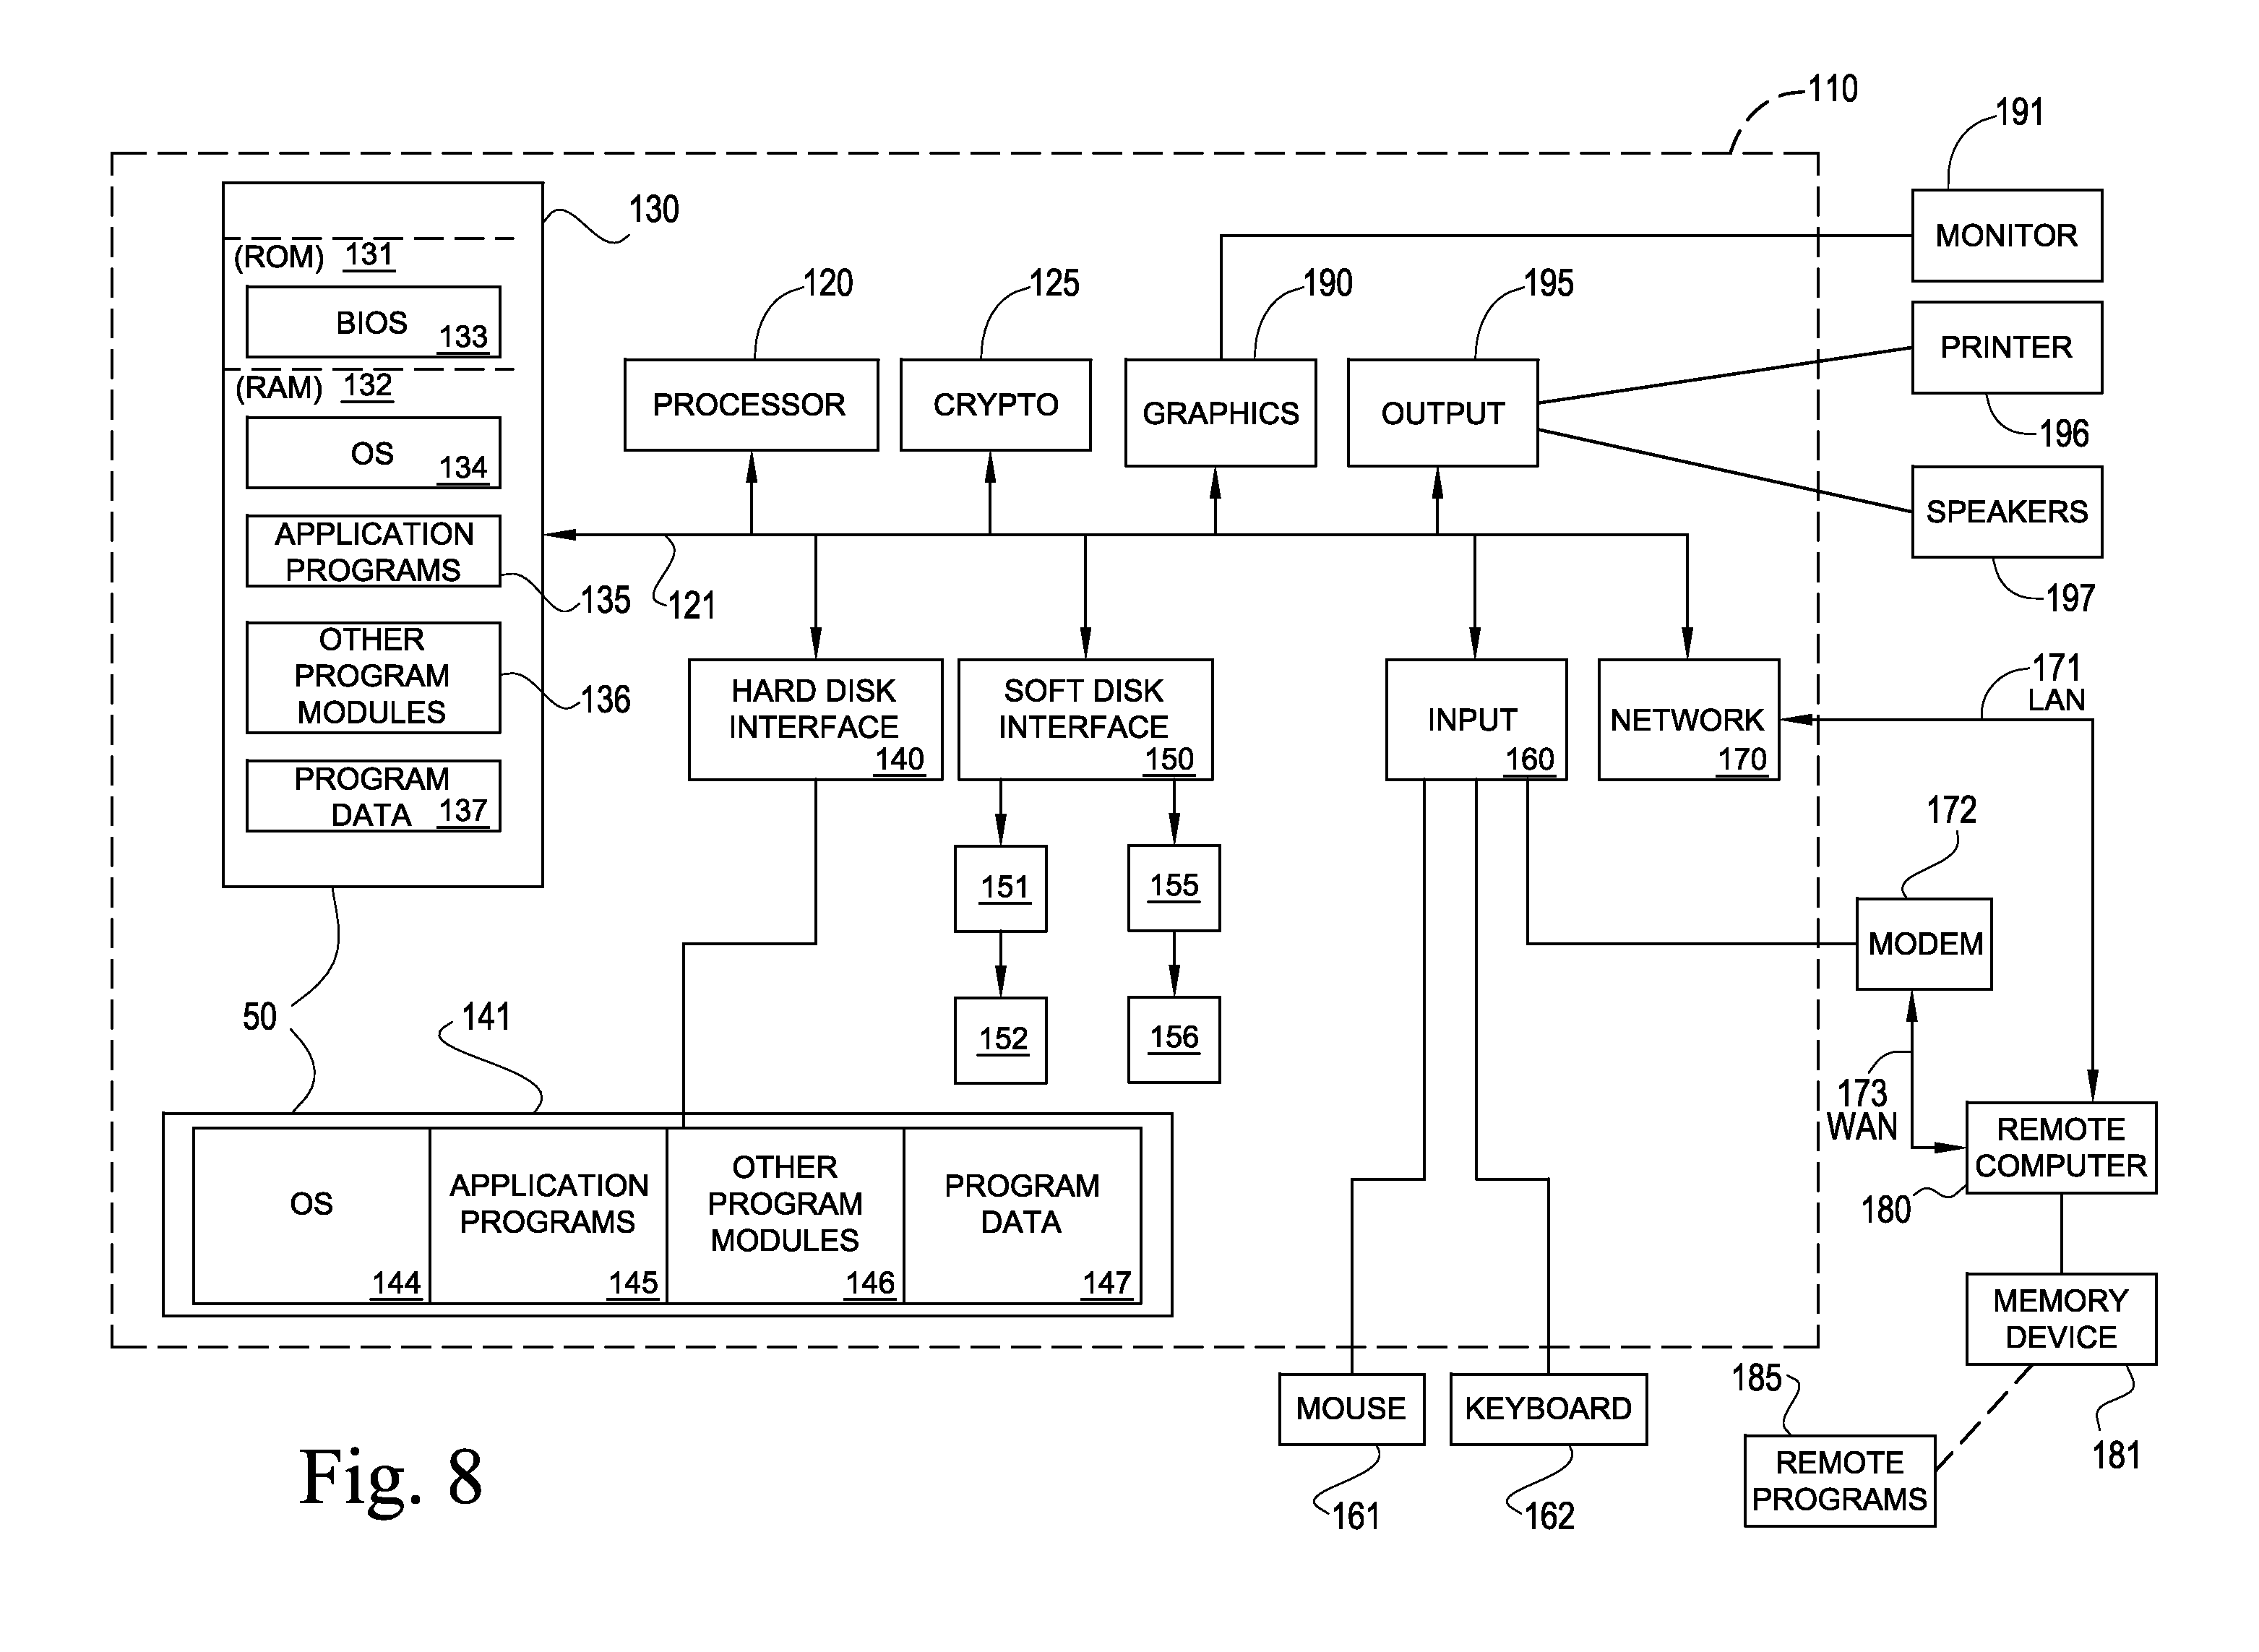 110
191
130
MONITOR
(ROM) 131
120
125
190
195
BIOS
133
PRINTER
(RAM) 132
PROCESSOR
CRYPTO
GRAPHICS
OUTPUT
196
OS
134
SPEAKERS
APPLICATION
PROGRAMS
135
121
197
OTHER
PROGRAM
MODULES
136
HARD DISK
INTERFACE
140
SOFT DISK
INTERFACE
150
INPUT
160
NETWORK
170
171
LAN
PROGRAM
DATA
137
172
151
155
MODEM
50
141
152
156
173
WAN
REMOTE
COMPUTER
180
OS
144
APPLICATION
PROGRAMS
145
OTHER
PROGRAM
MODULES
146
PROGRAM
DATA
147
MEMORY
DEVICE
185
MOUSE
KEYBOARD
181
REMOTE
PROGRAMS
161
162
Fig. 8